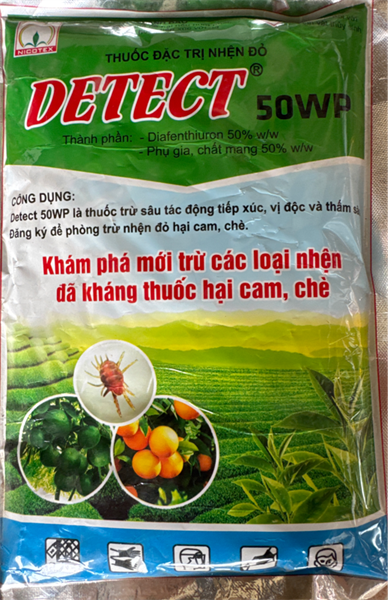 NICOTEX
THUỐC ĐẶC TRỊ NHỆN ĐỎ
DETECT® 50WP
Thành phần: - Diafenthiuron 50% w/w
- Phụ gia, chất mang 50% w/w
CÔNG DỤNG:
Detect 50WP là thuốc trừ sâu tác động tiếp xúc, vị độc và thấm
Đăng ký để phòng trừ nhện đỏ hại cam, chè.
Khám phá mới trừ các loại nhện
đã kháng thuốc hại cam, chè